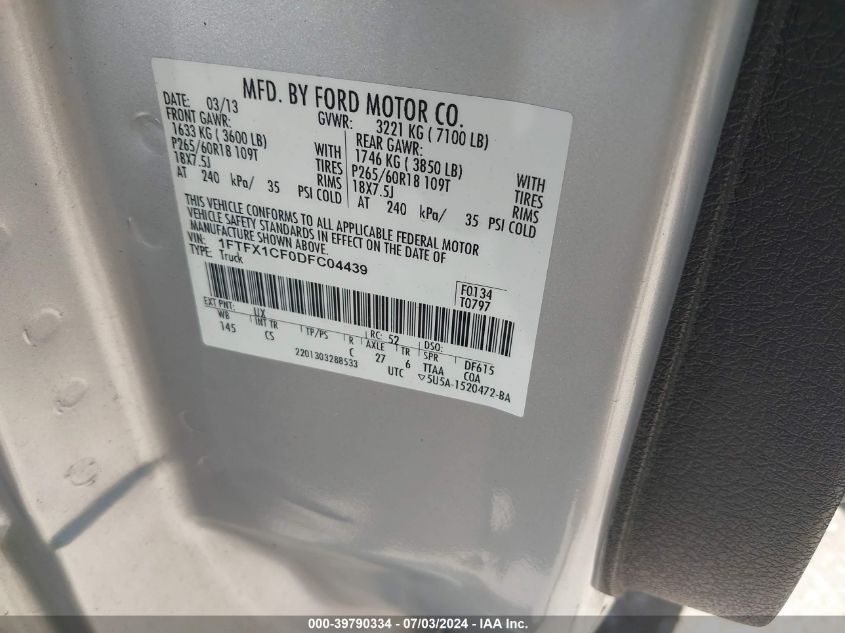 MFD. BY FORD MOTOR CO.
DATE: 03/13 GVWR: 3221 KG ( 7100 LB)
FRONT GAWR: REAR GAWR:
1633 KG ( 3600 LB) WITH 1746 KG ( 3850 LB) WITH
P265/60R18 109T TIRES P265/60R18 109T TIRES
18X7.5J RIMS 18X7.5J RIMS
AT 240 kPa/ 35 PSI COLD AT 240 kPa/ 35 PSI COLD
THIS VEHICLE CONFORMS TO ALL APPLICABLE FEDERAL MOTOR
VEHICLE SAFETY STANDARDS IN EFFECT ON THE DATE OF
MANUFACTURE SHOWN ABOVE.
VIN: 1FTFX1CF0DFC04439
TYPE: Truck
F0134
T0797
EXT PNT: UX RC: 52 DSO:
WB INT TR TP/PS R AXLE TR SPR DF615
145 CS C 27 6 TTAA COA
2201303288533 UTC ▽5U5A-1520472-BA
000-39790334 - 07/03/2024 - IAA Inc.